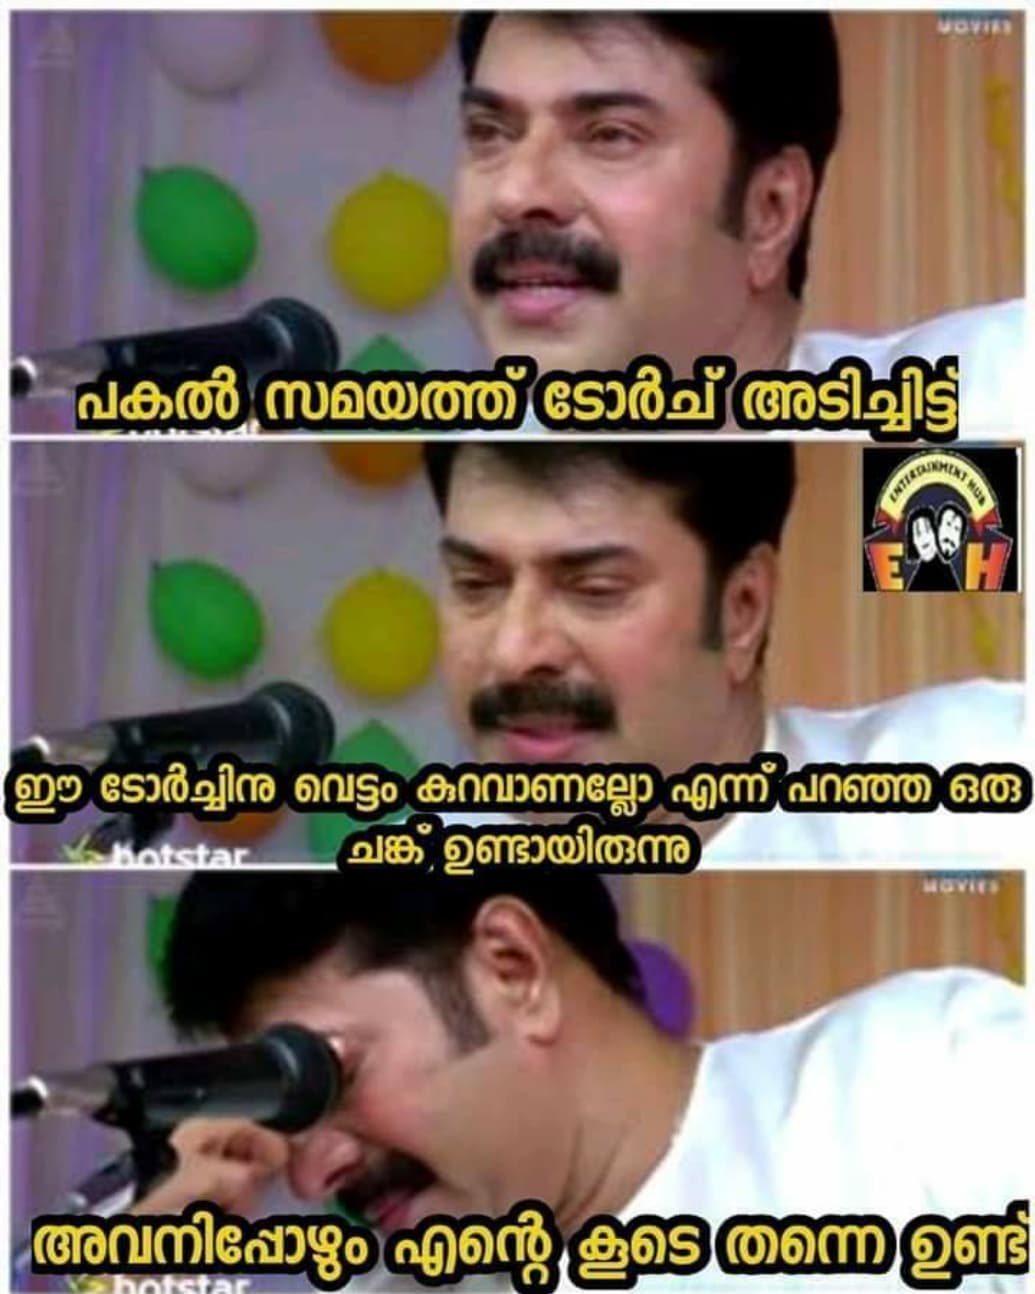 MOVIES
പകൽ സമയത്ത് ടോർച് അടിച്ചിട്ട്
ENTERTAINMENT HUB
E H
ഈ ടോർച്ചിനു വെട്ടം കുറവാണല്ലോ എന്ന് പറഞ്ഞ ഒരു
ചങ്ക് ഉണ്ടായിരുന്നു
hotstar
MOVIES
അവനിപ്പോഴും എന്റെ കൂടെ തന്നെ ഉണ്ട്
hotstar